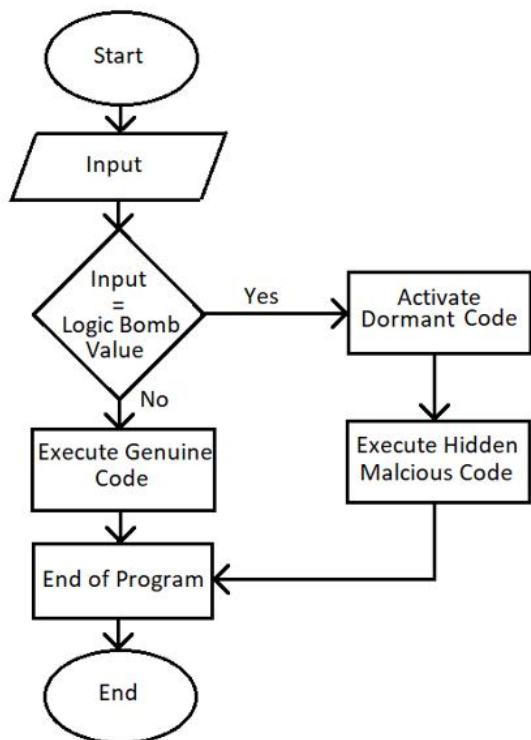 Start
Input
Input
=
Logic Bomb
Value
Yes
Activate
Dormant Code
No
Execute Genuine
Code
Execute Hidden
Malcious Code
End of Program
End